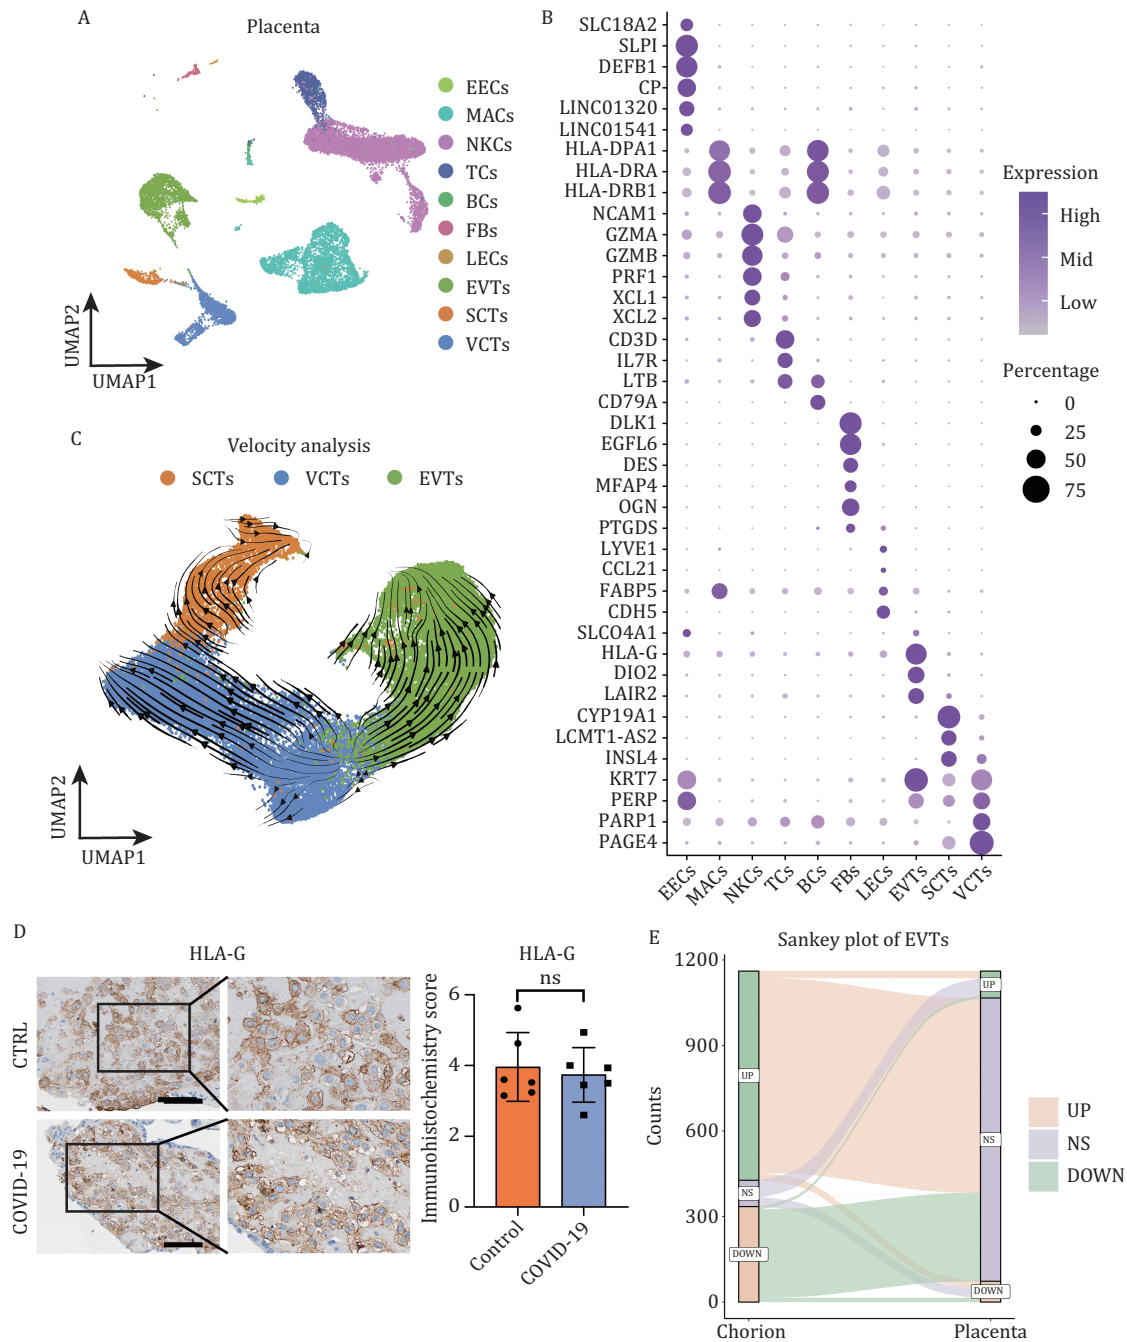 A
Placenta
EECs
MACs
NKCs
TCs
BCs
FBs
LECs
EVTs
SCTs
VCTs
UMAP2
UMAP1
B
SLC18A2
SLPI
DEFB1
CP
LINC01320
LINC01541
HLA-DPA1
HLA-DRA
HLA-DRB1
NCAM1
GZMA
GZMB
PRF1
XCL1
XCL2
CD3D
IL7R
LTB
CD79A
DLK1
EGFL6
DES
MFAP4
OGN
PTGDS
LYVE1
CCL21
FABP5
CDH5
SLCO4A1
HLA-G
DIO2
LAIR2
CYP19A1
LCMT1-AS2
INSL4
KRT7
PERP
PARP1
PAGE4
EECs
MACs
NKCs
TCs
BCs
FBs
LECs
EVTs
SCTs
VCTs
Expression
High
Mid
Low
Percentage
0
25
50
75
C
Velocity analysis
SCTs
VCTs
EVTs
UMAP2
UMAP1
D
HLA-G
CTRL
COVID-19
HLA-G
ns
Immunohistochemistry score
6
4
2
0
Control
COVID-19
E
Sankey plot of EVTs
Counts
1200
900
600
300
0
UP
NS
DOWN
UP
NS
DOWN
Chorion
Placenta
UP
NS
DOWN